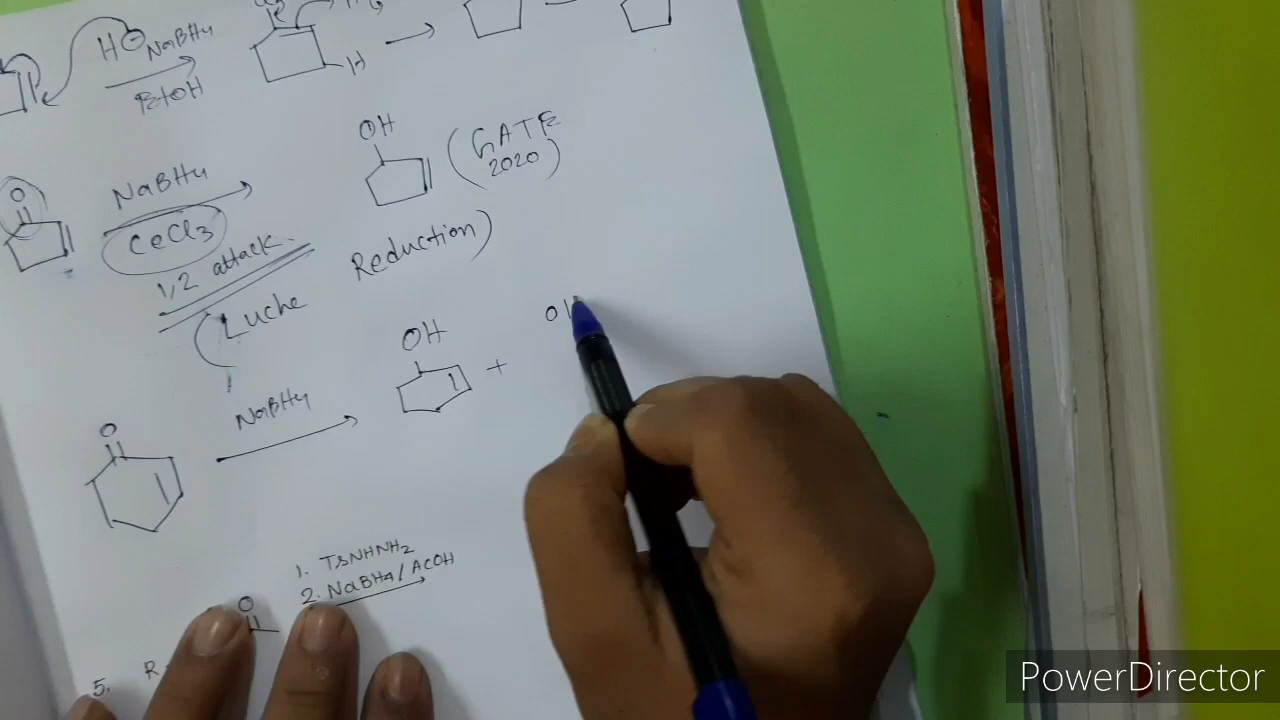 HO⊖
NaBH4
EtOH
H
OH
(GATE
2020)
O
NaBH4
CeCl3
1,2 attack.
(Luche Reduction)
OH
+
OH
O
NaBH4
1. TsNHNH2
2. NaBH4/AcOH
O
5. R
PowerDirector